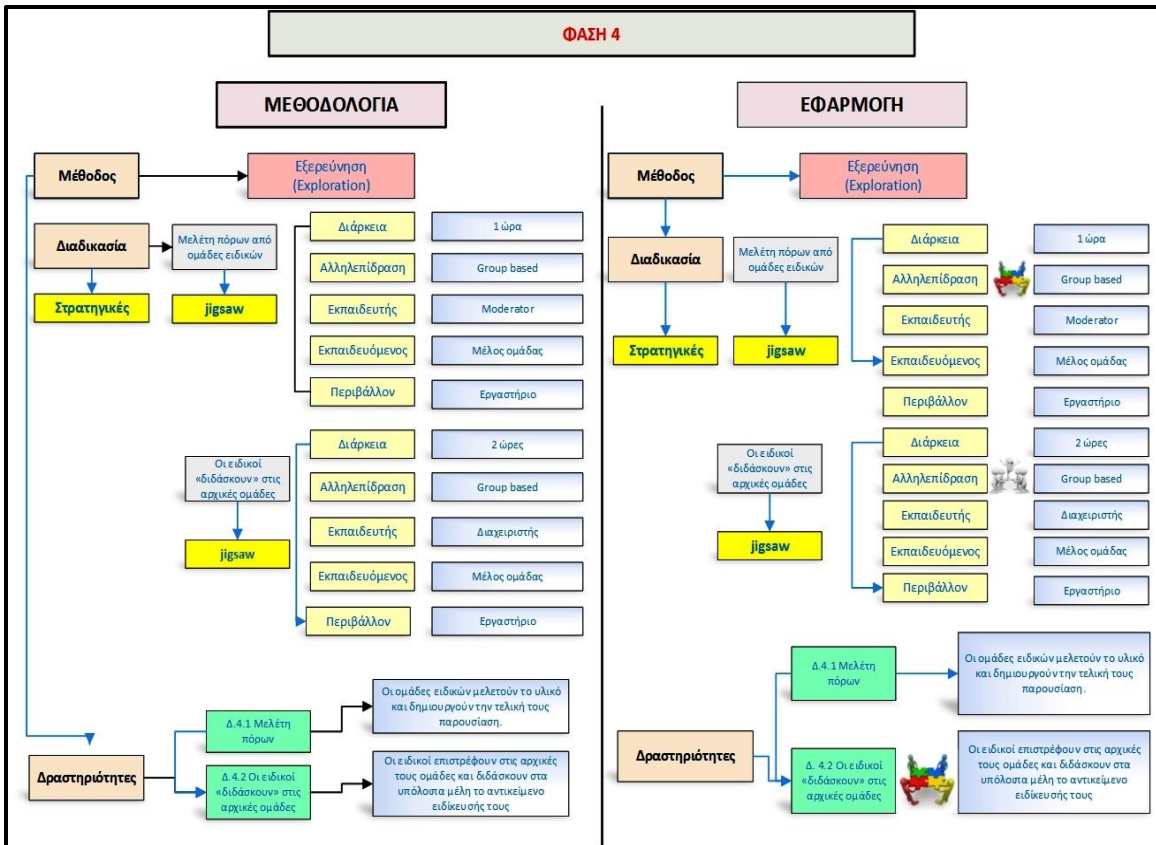 ΦΑΣΗ 4
ΜΕΘΟΔΟΛΟΓΙΑ
Μέθοδος
Εξερεύνηση
(Exploration)
Διαδικασία
Μελέτη πόρων από
ομάδες ειδικών
Στρατηγικές
jigsaw
Διάρκεια
1 ώρα
Αλληλεπίδραση
Group based
Εκπαιδευτής
Moderator
Εκπαιδευόμενος
Μέλος ομάδας
Περιβάλλον
Εργαστήριο
Οι ειδικοί
«διδάσκουν» στις
αρχικές ομάδες
jigsaw
Διάρκεια
2 ώρες
Αλληλεπίδραση
Group based
Εκπαιδευτής
Διαχειριστής
Εκπαιδευόμενος
Μέλος ομάδας
Περιβάλλον
Εργαστήριο
Δραστηριότητες
Δ.4.1 Μελέτη
πόρων
Οι ομάδες ειδικών μελετούν το υλικό
και δημιουργούν την τελική τους
παρουσίαση.
Δ.4.2 Οι ειδικοί
«διδάσκουν» στις
αρχικές ομάδες
Οι ειδικοί επιστρέφουν στις αρχικές
τους ομάδες και διδάσκουν στα
υπόλοιπα μέλη το αντικείμενο
ειδίκευσής τους
ΕΦΑΡΜΟΓΗ
Μέθοδος
Εξερεύνηση
(Exploration)
Διαδικασία
Μελέτη πόρων από
ομάδες ειδικών
Στρατηγικές
jigsaw
Διάρκεια
1 ώρα
Αλληλεπίδραση
Group based
Εκπαιδευτής
Moderator
Εκπαιδευόμενος
Μέλος ομάδας
Περιβάλλον
Εργαστήριο
Οι ειδικοί
«διδάσκουν» στις
αρχικές ομάδες
jigsaw
Διάρκεια
2 ώρες
Αλληλεπίδραση
Group based
Εκπαιδευτής
Διαχειριστής
Εκπαιδευόμενος
Μέλος ομάδας
Περιβάλλον
Εργαστήριο
Δραστηριότητες
Δ.4.1 Μελέτη
πόρων
Οι ομάδες ειδικών μελετούν το υλικό
και δημιουργούν την τελική τους
παρουσίαση.
Δ. 4.2 Οι ειδικοί
«διδάσκουν» στις
αρχικές ομάδες
Οι ειδικοί επιστρέφουν στις αρχικές
τους ομάδες και διδάσκουν στα
υπόλοιπα μέλη το αντικείμενο
ειδίκευσής τους